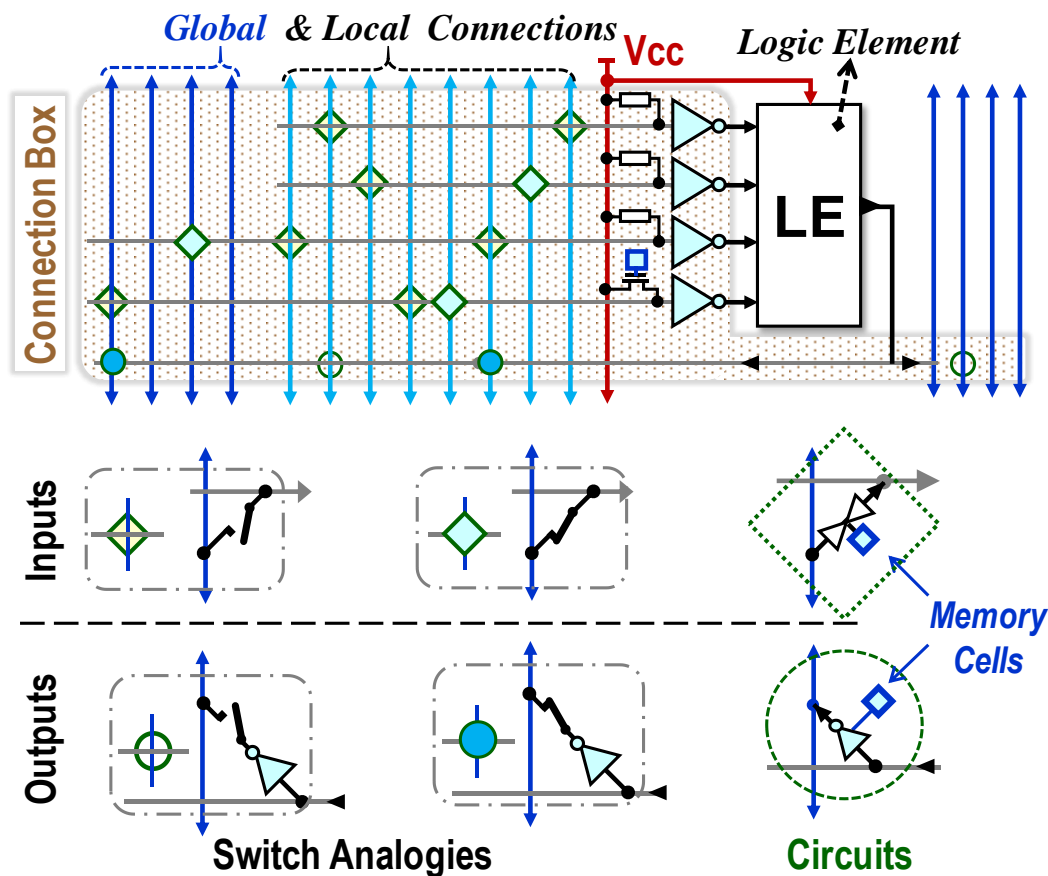 Global & Local Connections
Vcc
Logic Element
Connection Box
LE
Inputs
Memory
Cells
Outputs
Switch Analogies
Circuits